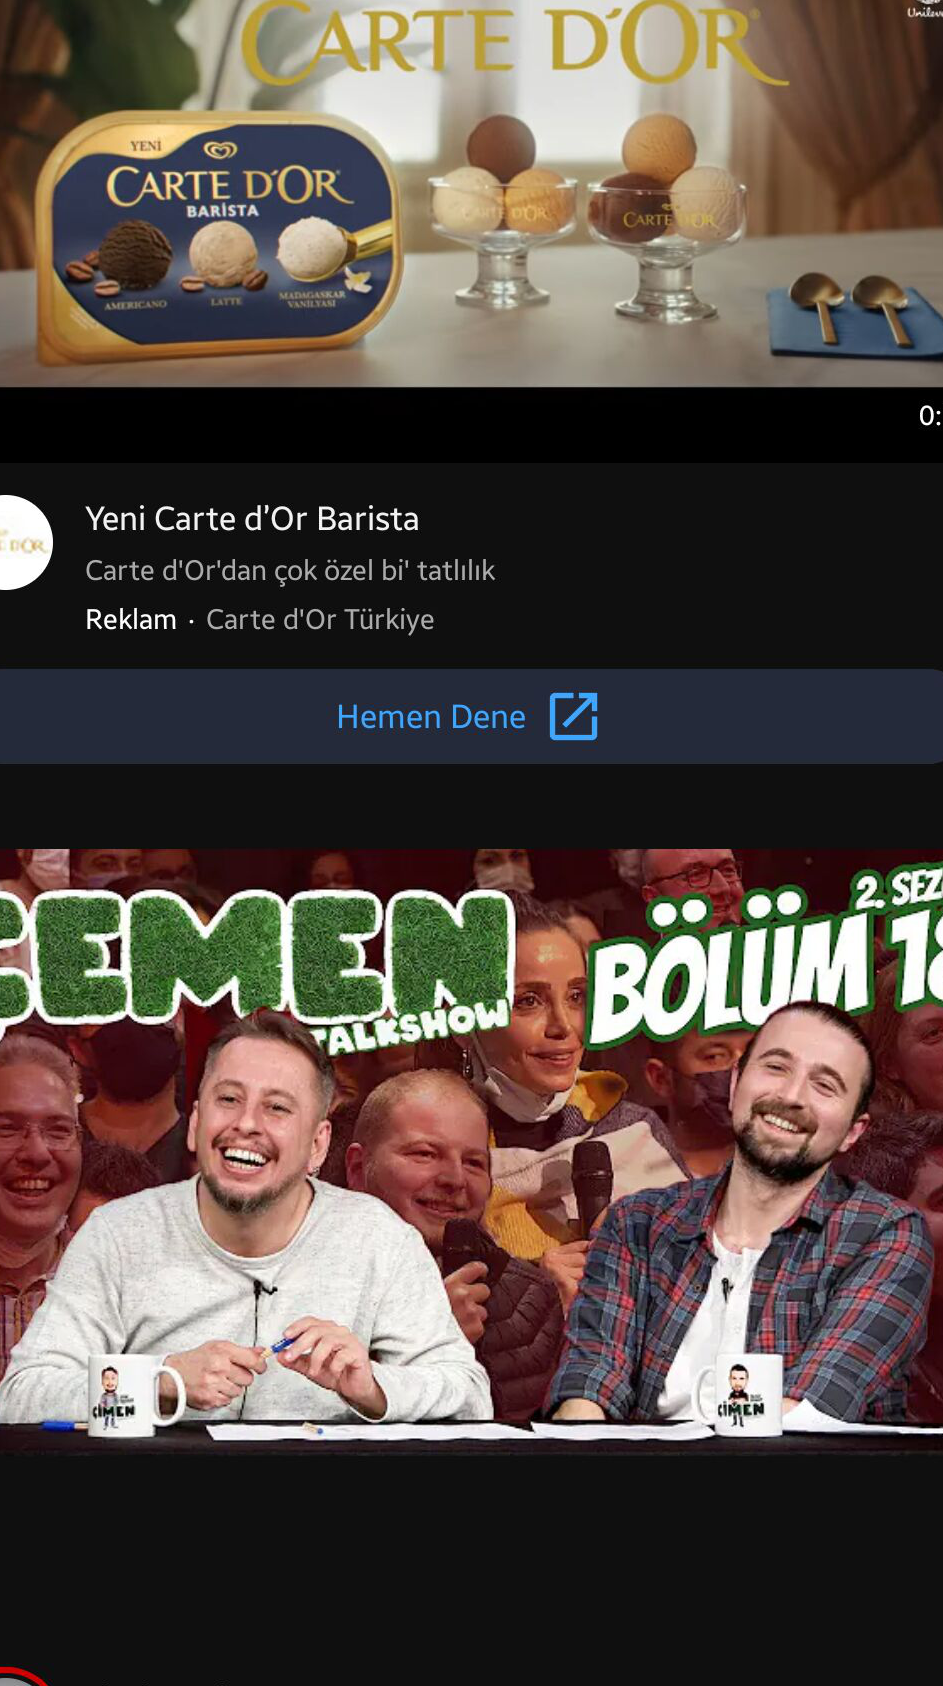 CARTE D'OR
YENİ
CARTE D'OR
BARİSTA
AMERICANO
LATTE
MADAGASKAR
VANİLYASI
CARTE D'OR
CARTE D'OR
0:
D'OR
Yeni Carte d'Or Barista
Carte d'Or'dan çok özel bi' tatlılık
Reklam · Carte d'Or Türkiye
Hemen Dene
ÇEMEN
TALKSHOW
2. SEZ
BÖLÜM 18
ÇİMEN
ÇİMEN